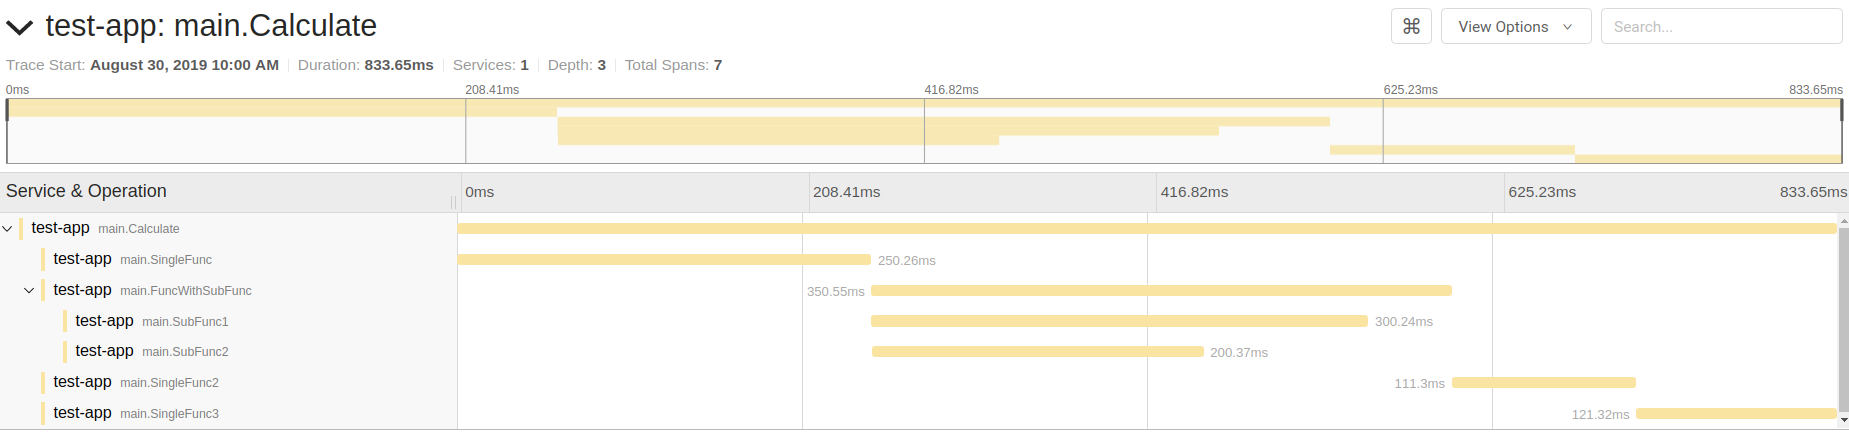 test-app: main.Calculate
⌘ View Options Search...
Trace Start: August 30, 2019 10:00 AM Duration: 833.65ms Services: 1 Depth: 3 Total Spans: 7
0ms 208.41ms 416.82ms 625.23ms 833.65ms
Service & Operation 0ms 208.41ms 416.82ms 625.23ms 833.65ms
test-app main.Calculate
test-app main.SingleFunc 250.26ms
test-app main.FuncWithSubFunc 350.55ms
test-app main.SubFunc1 300.24ms
test-app main.SubFunc2 200.37ms
test-app main.SingleFunc2 111.3ms
test-app main.SingleFunc3 121.32ms